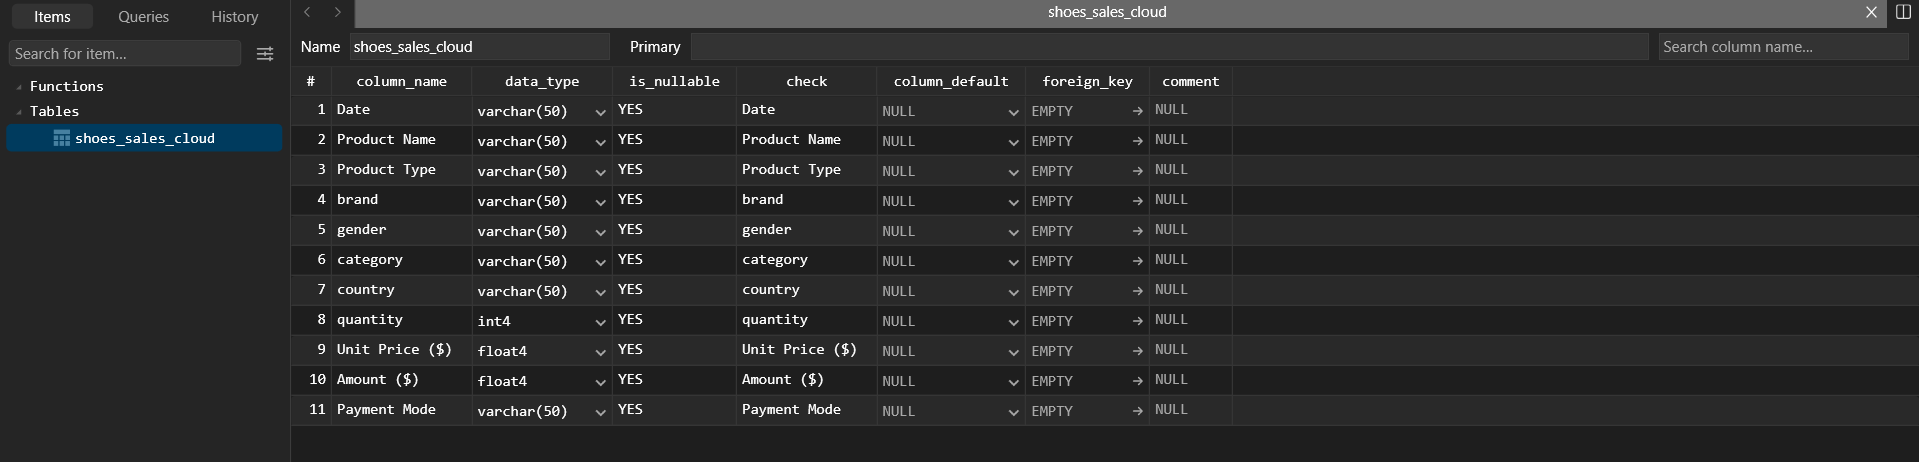 Items Queries History
shoes_sales_cloud
Search for item...
Name shoes_sales_cloud Primary Search column name...
Functions
Tables
shoes_sales_cloud
# column_name data_type is_nullable check column_default foreign_key comment
1 Date varchar(50) YES Date NULL EMPTY NULL
2 Product Name varchar(50) YES Product Name NULL EMPTY NULL
3 Product Type varchar(50) YES Product Type NULL EMPTY NULL
4 brand varchar(50) YES brand NULL EMPTY NULL
5 gender varchar(50) YES gender NULL EMPTY NULL
6 category varchar(50) YES category NULL EMPTY NULL
7 country varchar(50) YES country NULL EMPTY NULL
8 quantity int4 YES quantity NULL EMPTY NULL
9 Unit Price ($) float4 YES Unit Price ($) NULL EMPTY NULL
10 Amount ($) float4 YES Amount ($) NULL EMPTY NULL
11 Payment Mode varchar(50) YES Payment Mode NULL EMPTY NULL